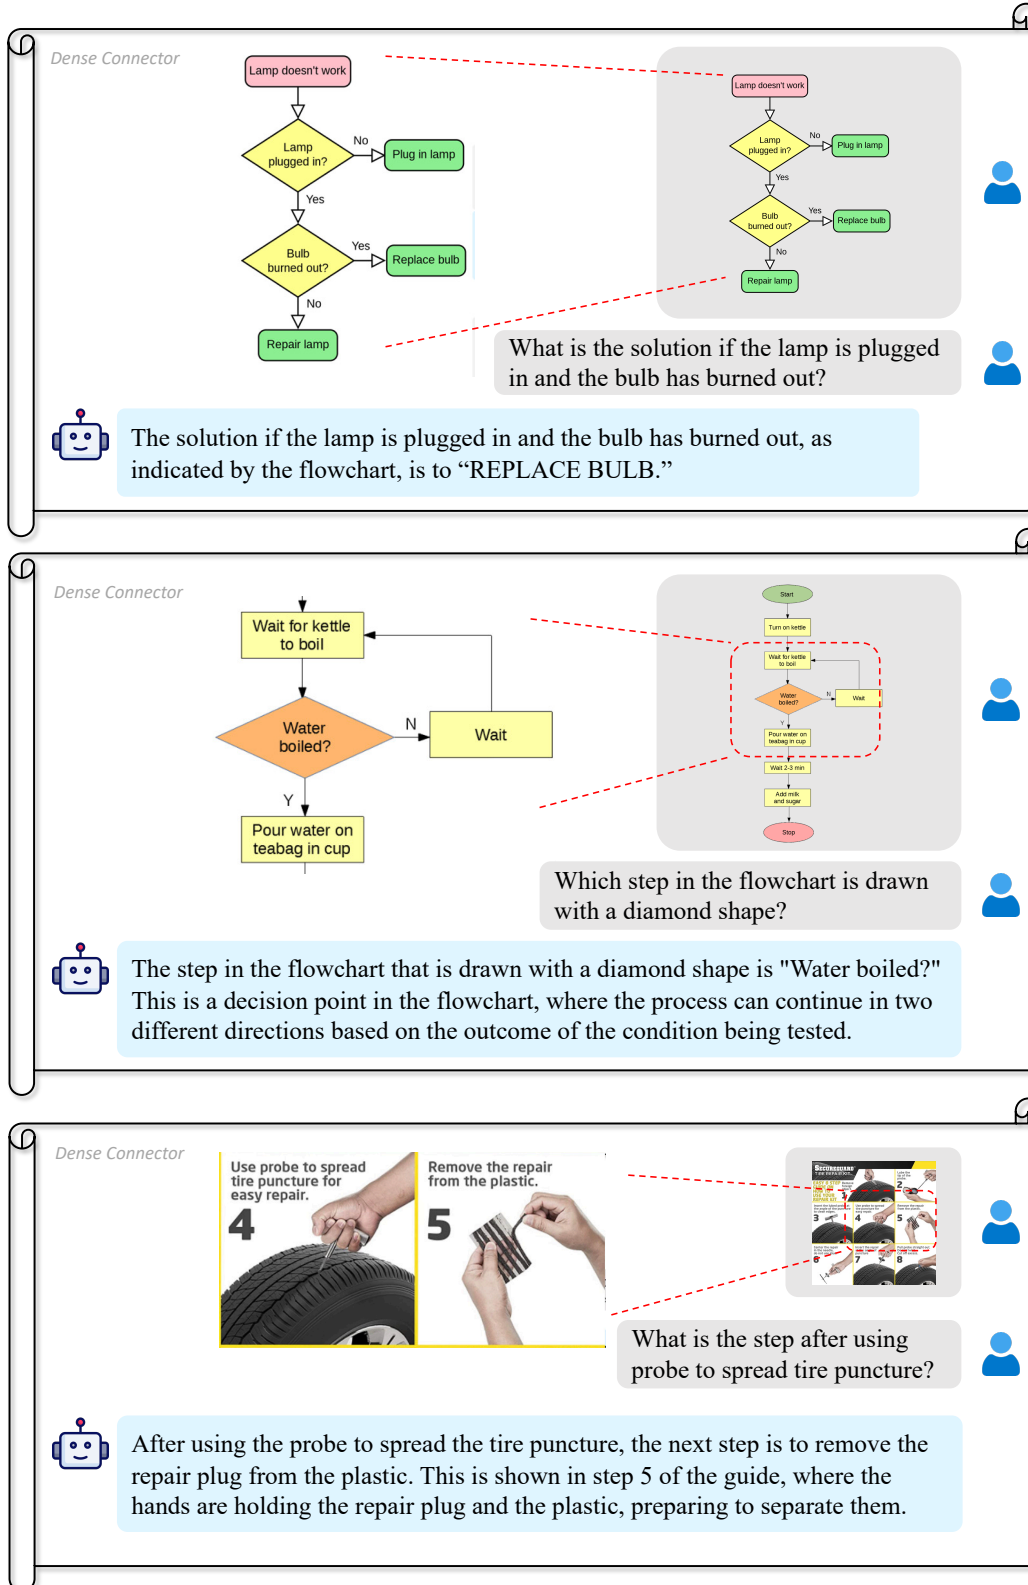 Dense Connector
Lamp doesn't work
Lamp
plugged in?
No
Plug in lamp
Yes
Bulb
burned out?
Yes
Replace bulb
No
Repair lamp
Lamp doesn't work
Lamp
plugged in?
No
Plug in lamp
Yes
Bulb
burned out?
Yes
Replace bulb
No
Repair lamp
What is the solution if the lamp is plugged
in and the bulb has burned out?
The solution if the lamp is plugged in and the bulb has burned out, as
indicated by the flowchart, is to “REPLACE BULB.”
Dense Connector
Wait for kettle
to boil
Water
boiled?
N
Wait
Y
Pour water on
teabag in cup
Start
Turn on kettle
Wait for kettle
to boil
Water
boiled?
N
Wait
Y
Pour water on
teabag in cup
Wait 2-3 min
Add milk
and sugar
Stop
Which step in the flowchart is drawn
with a diamond shape?
The step in the flowchart that is drawn with a diamond shape is "Water boiled?"
This is a decision point in the flowchart, where the process can continue in two
different directions based on the outcome of the condition being tested.
Dense Connector
Use probe to spread
tire puncture for
easy repair.
4
Remove the repair
from the plastic.
5
SECUREGUARD
TIRE REPAIR KIT
1
2
3
4
5
6
7
8
What is the step after using
probe to spread tire puncture?
After using the probe to spread the tire puncture, the next step is to remove the
repair plug from the plastic. This is shown in step 5 of the guide, where the
hands are holding the repair plug and the plastic, preparing to separate them.